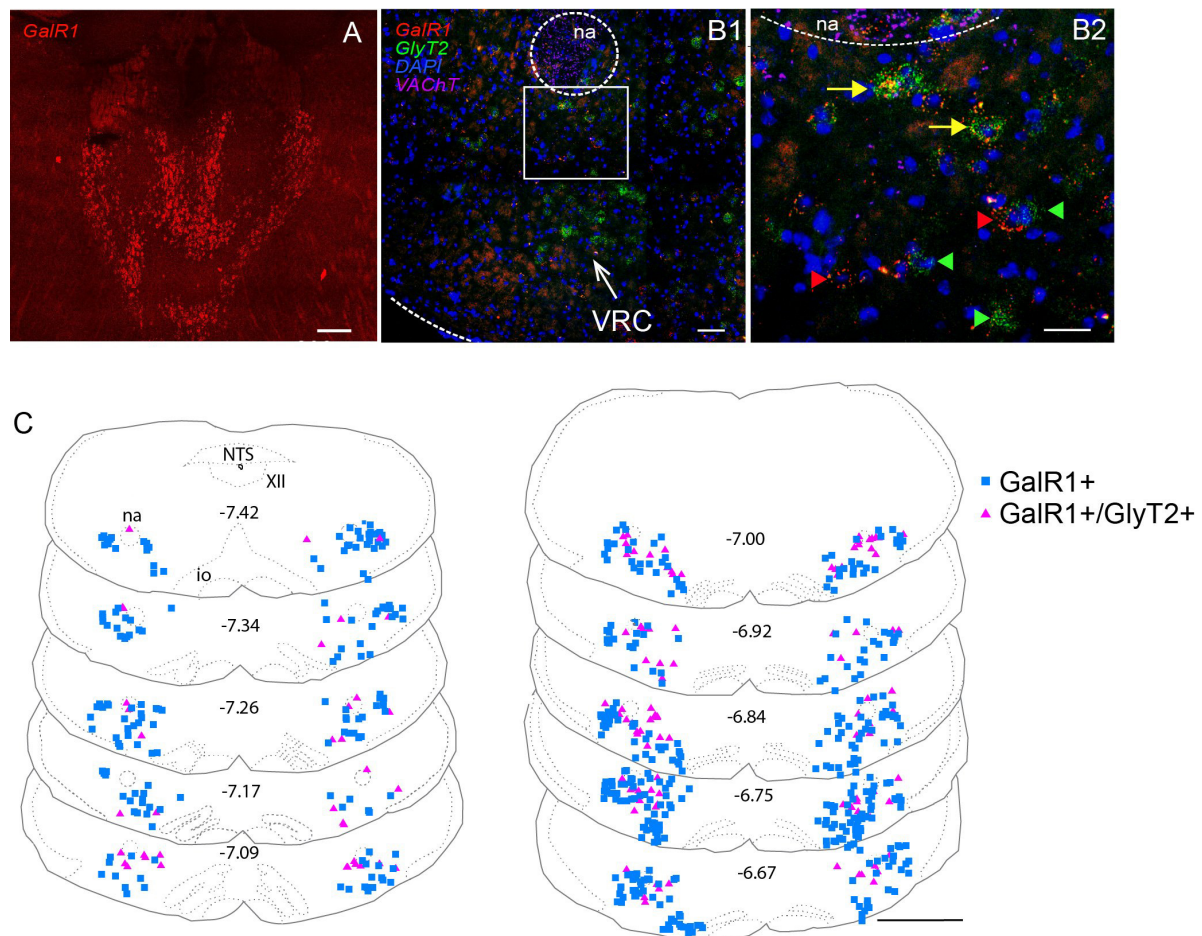 GalR1
A
GalR1
GlyT2
DAPI
VAChT
na
B1
VRC
na
B2
C
NTS
XII
-7.42
na
io
-7.34
-7.26
-7.17
-7.09
-7.00
-6.92
-6.84
-6.75
-6.67
GalR1+
GalR1+/GlyT2+